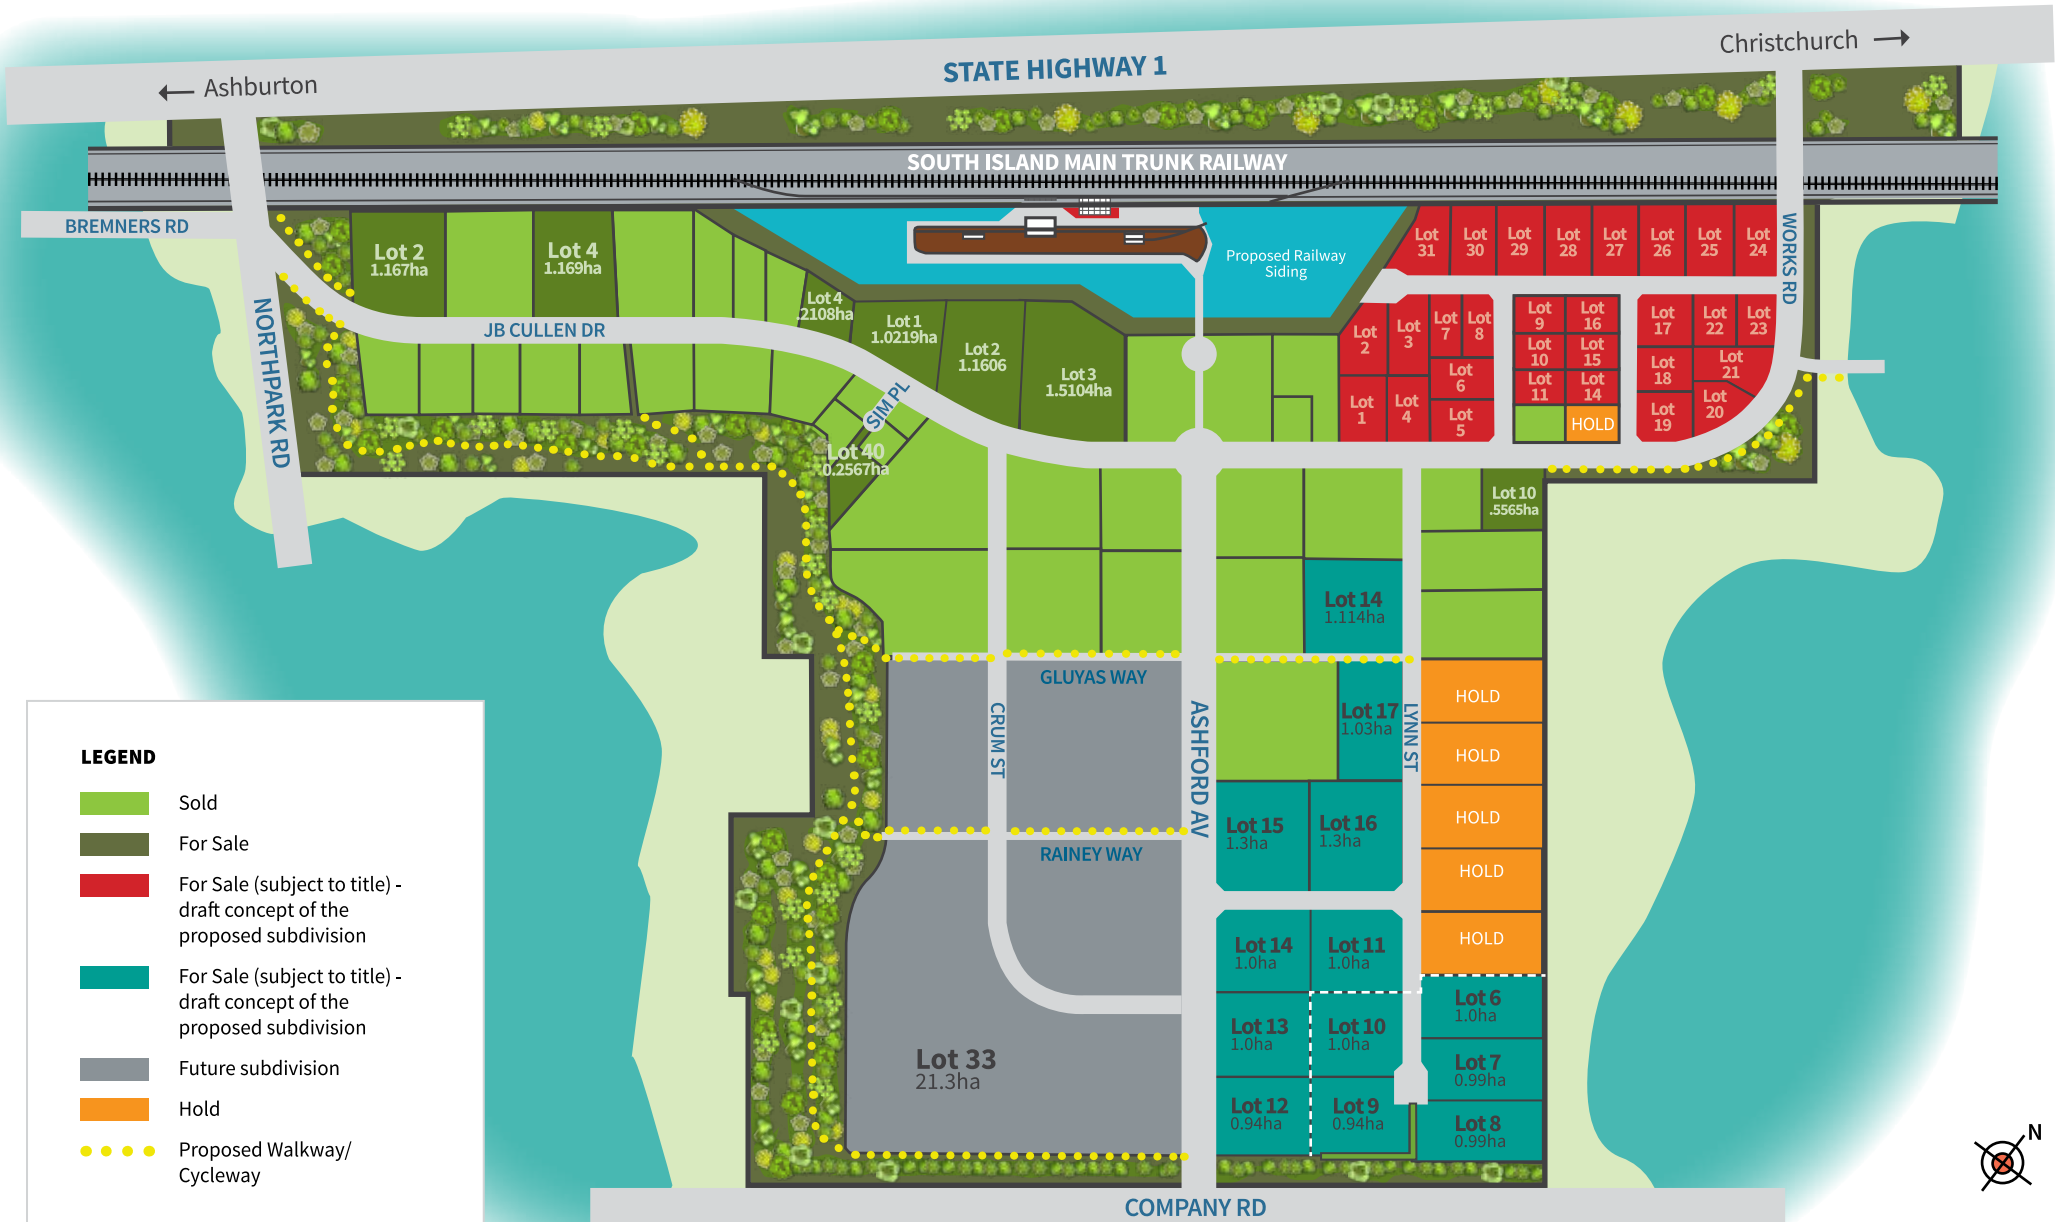 Christchurch
STATE HIGHWAY 1
Ashburton
SOUTH ISLAND MAIN TRUNK RAILWAY
BREMNERS RD
NORTHPARK RD
JB CULLEN DR
SIM PL
WORKS RD
Proposed Railway
Siding
Lot 2
1.167ha
Lot 4
1.169ha
Lot 4
.2108ha
Lot 1
1.0219ha
Lot 2
1.1606
Lot 3
1.5104ha
Lot 40
0.2567ha
Lot
31
Lot
30
Lot
29
Lot
28
Lot
27
Lot
26
Lot
25
Lot
24
Lot
2
Lot
3
Lot
7
Lot
8
Lot
6
Lot
1
Lot
4
Lot
5
Lot
9
Lot
16
Lot
10
Lot
15
Lot
11
Lot
14
HOLD
Lot
17
Lot
22
Lot
23
Lot
18
Lot
21
Lot
19
Lot
20
Lot 10
.5565ha
Lot 14
1.114ha
GLUYAS WAY
CRUM ST
ASHFORD AV
LYNN ST
RAINEY WAY
Lot 17
1.03ha
Lot 15
1.3ha
Lot 16
1.3ha
HOLD
HOLD
HOLD
HOLD
HOLD
Lot 14
1.0ha
Lot 11
1.0ha
Lot 13
1.0ha
Lot 10
1.0ha
Lot 12
0.94ha
Lot 9
0.94ha
Lot 6
1.0ha
Lot 7
0.99ha
Lot 8
0.99ha
Lot 33
21.3ha
COMPANY RD
LEGEND
Sold
For Sale
For Sale (subject to title) -
draft concept of the
proposed subdivision
For Sale (subject to title) -
draft concept of the
proposed subdivision
Future subdivision
Hold
Proposed Walkway/
Cycleway
N